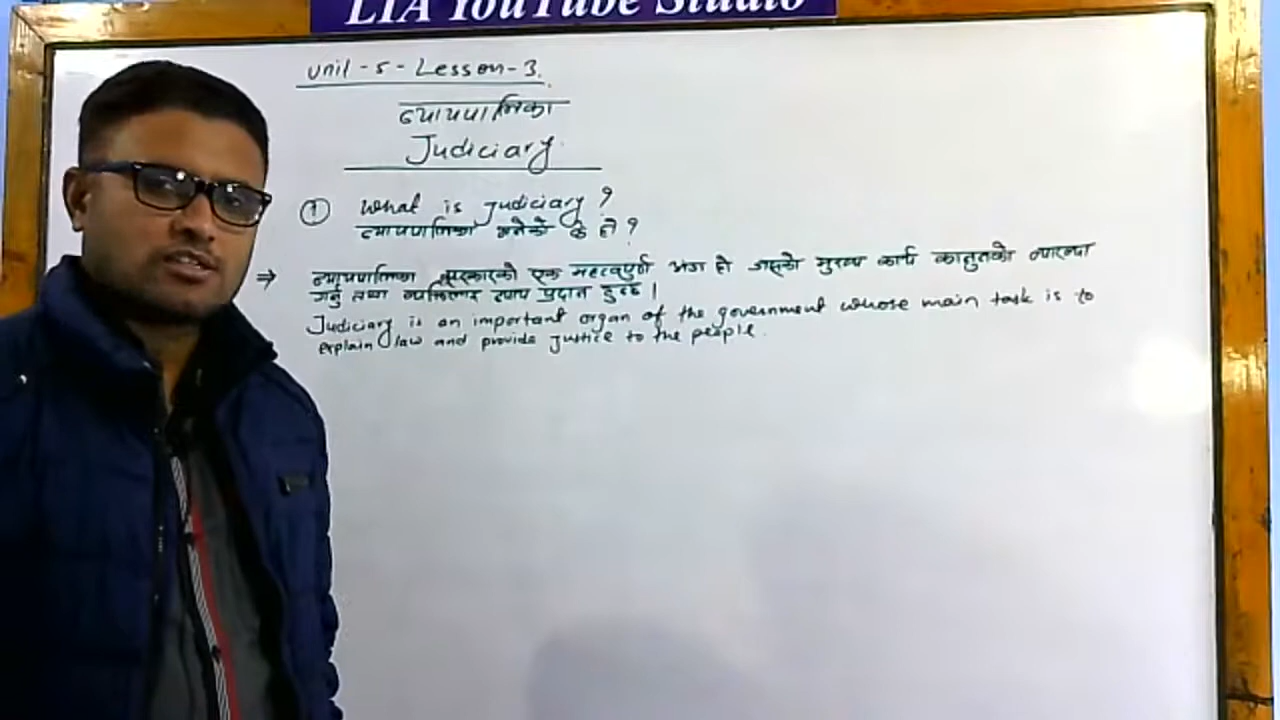 LIA YouTube Studio
Unit - 5 - Lesson - 3.
न्यायपालिका
Judiciary.
① What is judiciary ?
न्यायपालिका भनेको के हो ?
⇒ न्यायपालिका सरकारको एक महत्वपुर्ण अंग हो जसको मुख्य कार्य कानुनको व्याख्या
गर्नु तथा व्यक्तिलाई न्याय प्रदान हुन्छ ।
Judiciary is an important organ of the government whose main task is to
explain law and provide justice to the people.